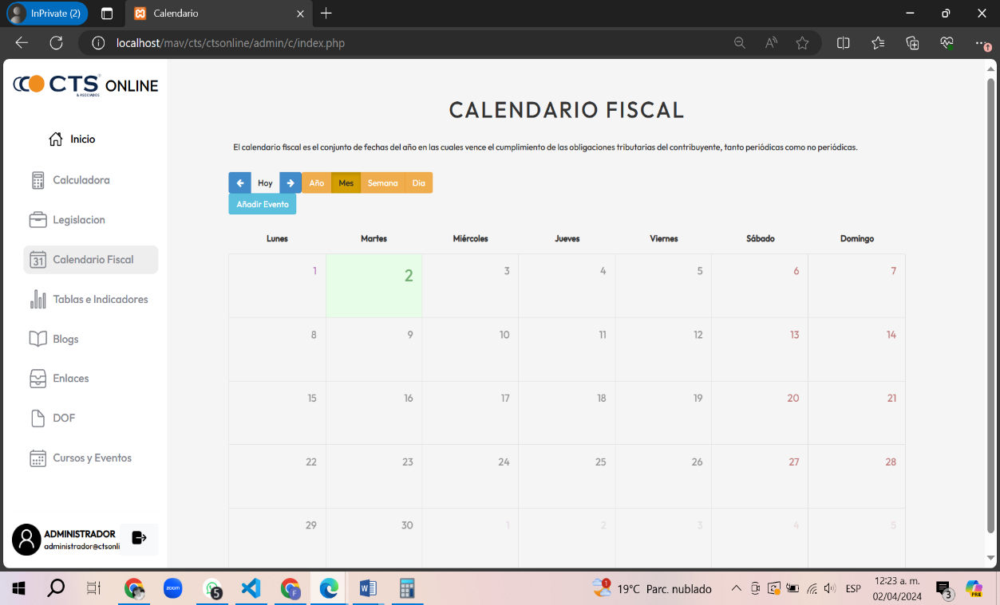 InPrivate (2)
Calendario
localhost/mav/cts/ctsonline/admin/c/index.php
CTS ONLINE
& ASOCIADOS
CALENDARIO FISCAL
El calendario fiscal es el conjunto de fechas del año en las cuales vence el cumplimiento de las obligaciones tributarias del contribuyente, tanto periódicas como no periódicas.
Inicio
Calculadora
Legislacion
31 Calendario Fiscal
Tablas e Indicadores
Blogs
Enlaces
DOF
Cursos y Eventos
ADMINISTRADOR
administrador@ctsonli
Hoy Año Mes Semana Dia
Añadir Evento
Lunes Martes Miércoles Jueves Viernes Sábado Domingo
1 2 3 4 5 6 7
8 9 10 11 12 13 14
15 16 17 18 19 20 21
22 23 24 25 26 27 28
29 30 1 2 3 4 5
zoom 5 F W 1 19°C Parc. nublado ESP 12:23 a. m. 3 PRE
02/04/2024